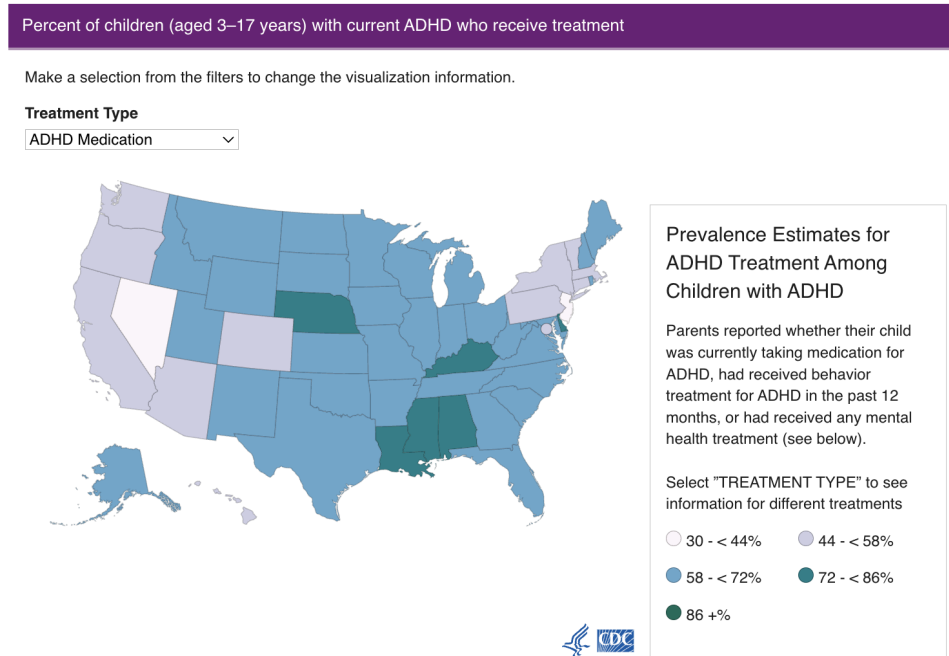 Percent of children (aged 3–17 years) with current ADHD who receive treatment
Make a selection from the filters to change the visualization information.
Treatment Type
ADHD Medication
Prevalence Estimates for
ADHD Treatment Among
Children with ADHD
Parents reported whether their child
was currently taking medication for
ADHD, had received behavior
treatment for ADHD in the past 12
months, or had received any mental
health treatment (see below).
Select ”TREATMENT TYPE” to see
information for different treatments
30 - < 44%
44 - < 58%
58 - < 72%
72 - < 86%
86 +%
CDC